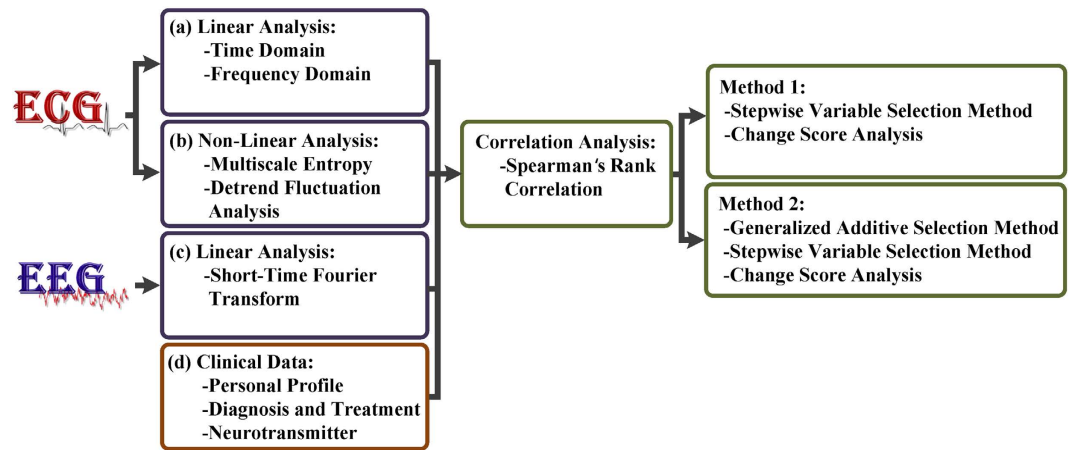 ECG
(a) Linear Analysis:
-Time Domain
-Frequency Domain
(b) Non-Linear Analysis:
-Multiscale Entropy
-Detrend Fluctuation
Analysis
EEG
(c) Linear Analysis:
-Short-Time Fourier
Transform
(d) Clinical Data:
-Personal Profile
-Diagnosis and Treatment
-Neurotransmitter
Correlation Analysis:
-Spearman‘s Rank
Correlation
Method 1:
-Stepwise Variable Selection Method
-Change Score Analysis
Method 2:
-Generalized Additive Selection Method
-Stepwise Variable Selection Method
-Change Score Analysis